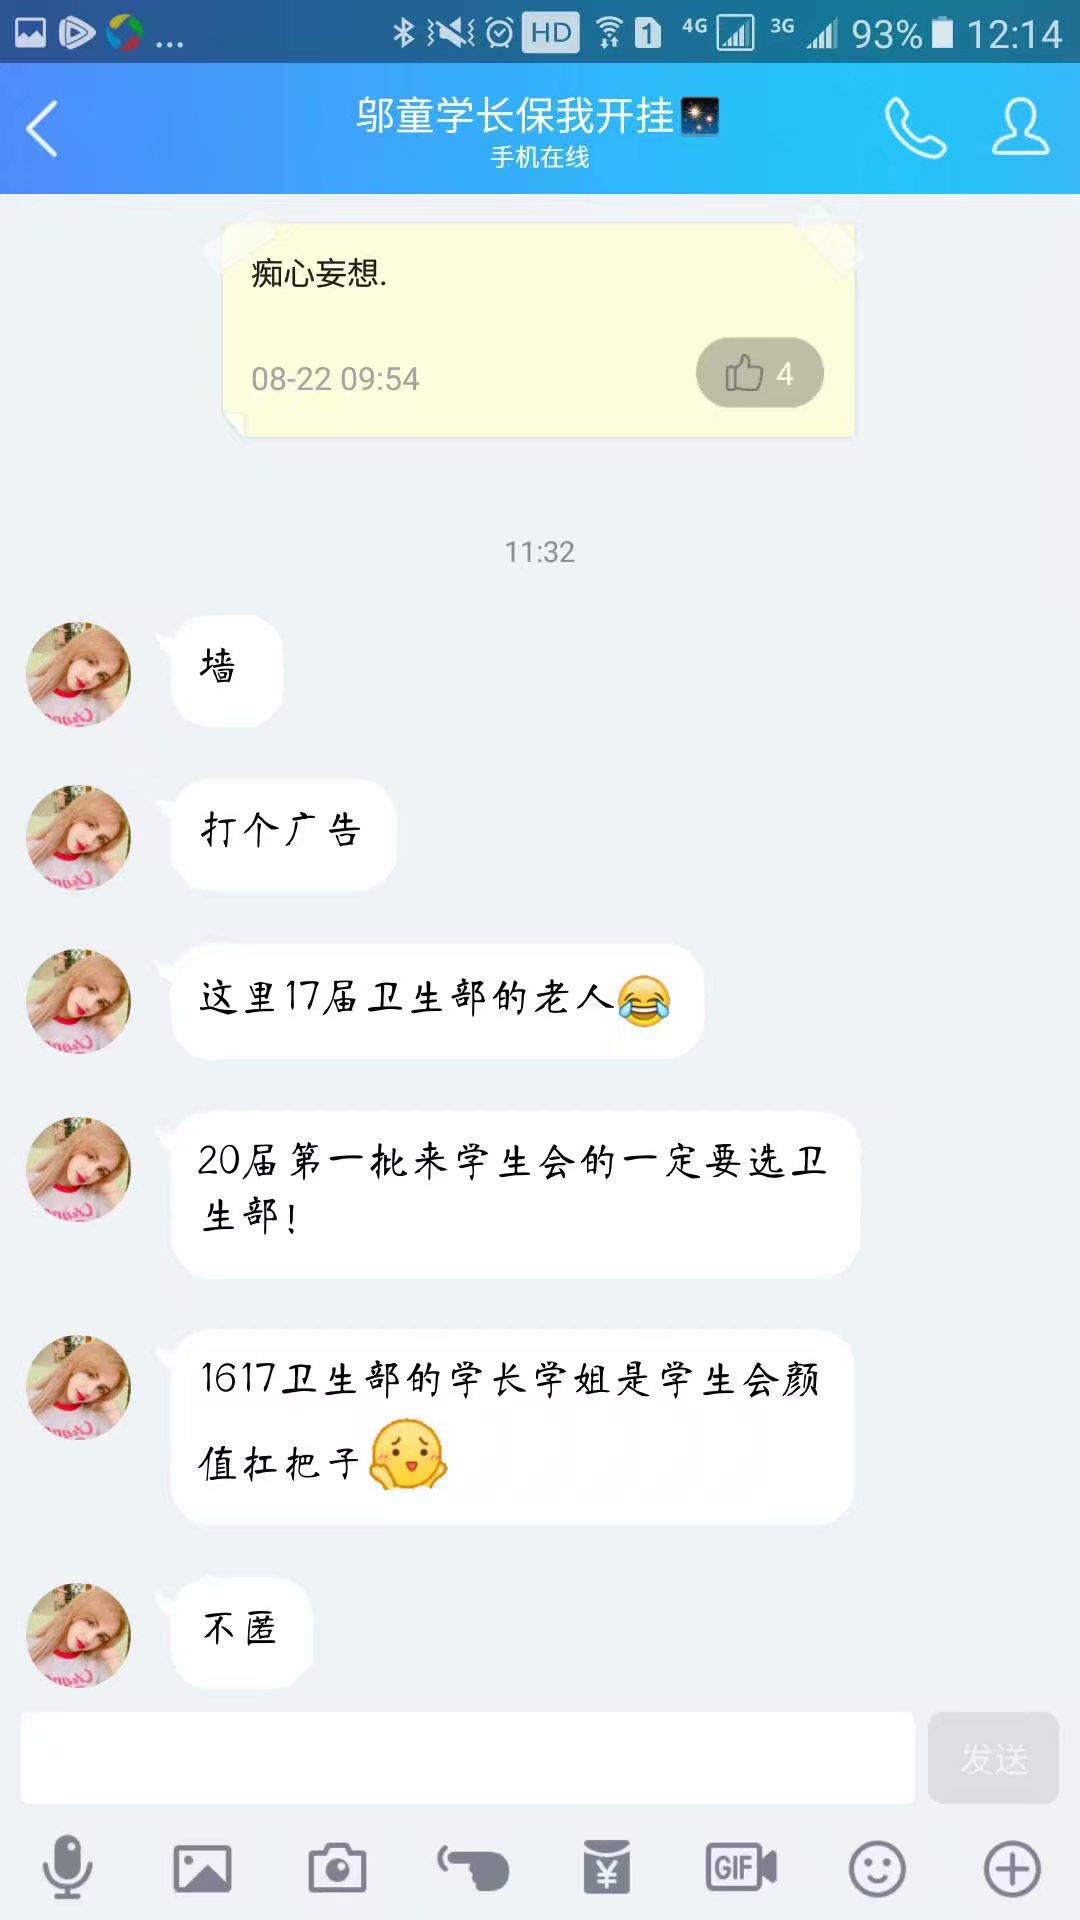 ... HD 1 4G 3G 93% 12:14
邬童学长保我开挂
手机在线
痴心妄想.
08-22 09:54
4
11:32
墙
打个广告
这里17届卫生部的老人😂
20届第一批来学生会的一定要选卫
生部!
1617卫生部的学长学姐是学生会颜
值扛把子
不匿
发送
GIF